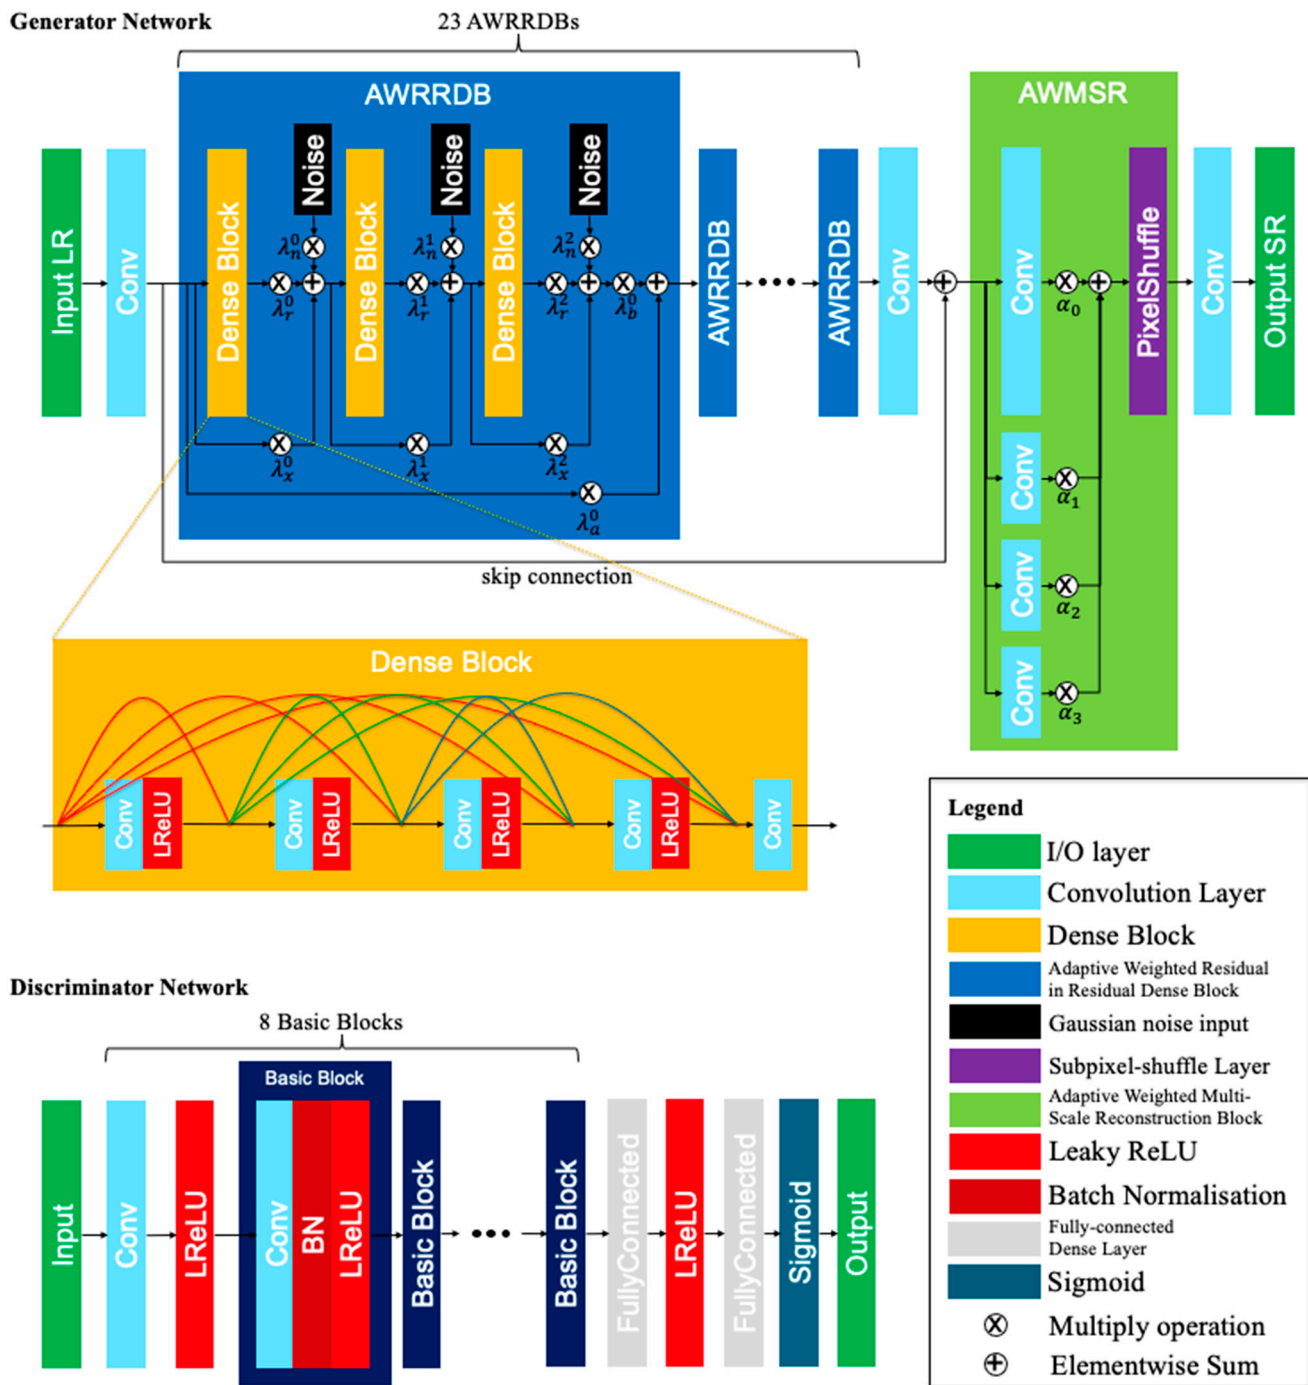 Generator Network
23 AWRRDBs
AWRRDB
AWMSR
Input LR
Conv
Dense Block
Noise
Dense Block
Noise
Dense Block
Noise
AWRRDB
AWRRDB
Conv
Conv
PixelShuffle
Conv
Output SR
λ_n^0
λ_n^1
λ_n^2
λ_r^0
λ_r^1
λ_r^2
λ_b^0
α_0
λ_x^0
λ_x^1
λ_x^2
λ_a^0
Conv
α_1
Conv
α_2
Conv
α_3
skip connection
Dense Block
Conv
LReLU
Conv
LReLU
Conv
LReLU
Conv
LReLU
Conv
Legend
I/O layer
Convolution Layer
Dense Block
Adaptive Weighted Residual
in Residual Dense Block
Gaussian noise input
Subpixel-shuffle Layer
Adaptive Weighted Multi-
Scale Reconstruction Block
Leaky ReLU
Batch Normalisation
Fully-connected
Dense Layer
Sigmoid
Multiply operation
Elementwise Sum
Discriminator Network
8 Basic Blocks
Basic Block
Input
Conv
LReLU
Conv
BN
LReLU
Basic Block
Basic Block
FullyConnected
LReLU
FullyConnected
Sigmoid
Output